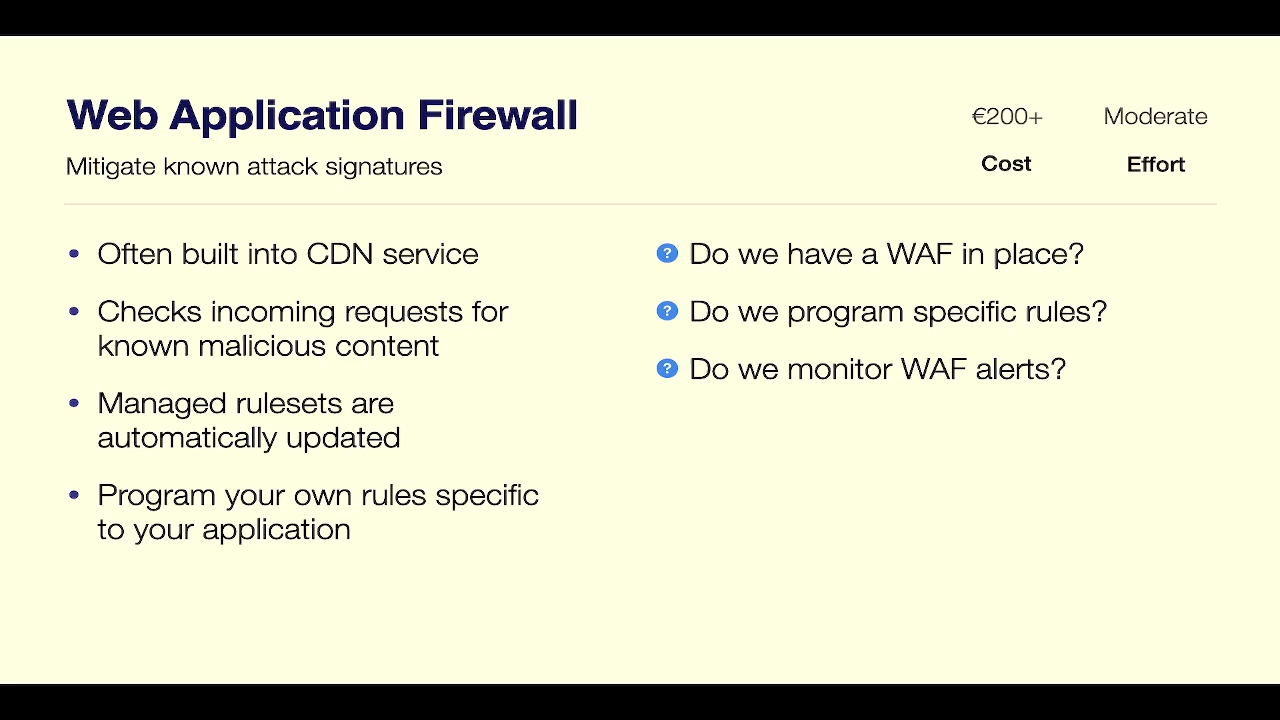 Web Application Firewall
Mitigate known attack signatures
€200+
Cost
Moderate
Effort
• Often built into CDN service
• Checks incoming requests for
known malicious content
• Managed rulesets are
automatically updated
• Program your own rules specific
to your application
? Do we have a WAF in place?
? Do we program specific rules?
? Do we monitor WAF alerts?